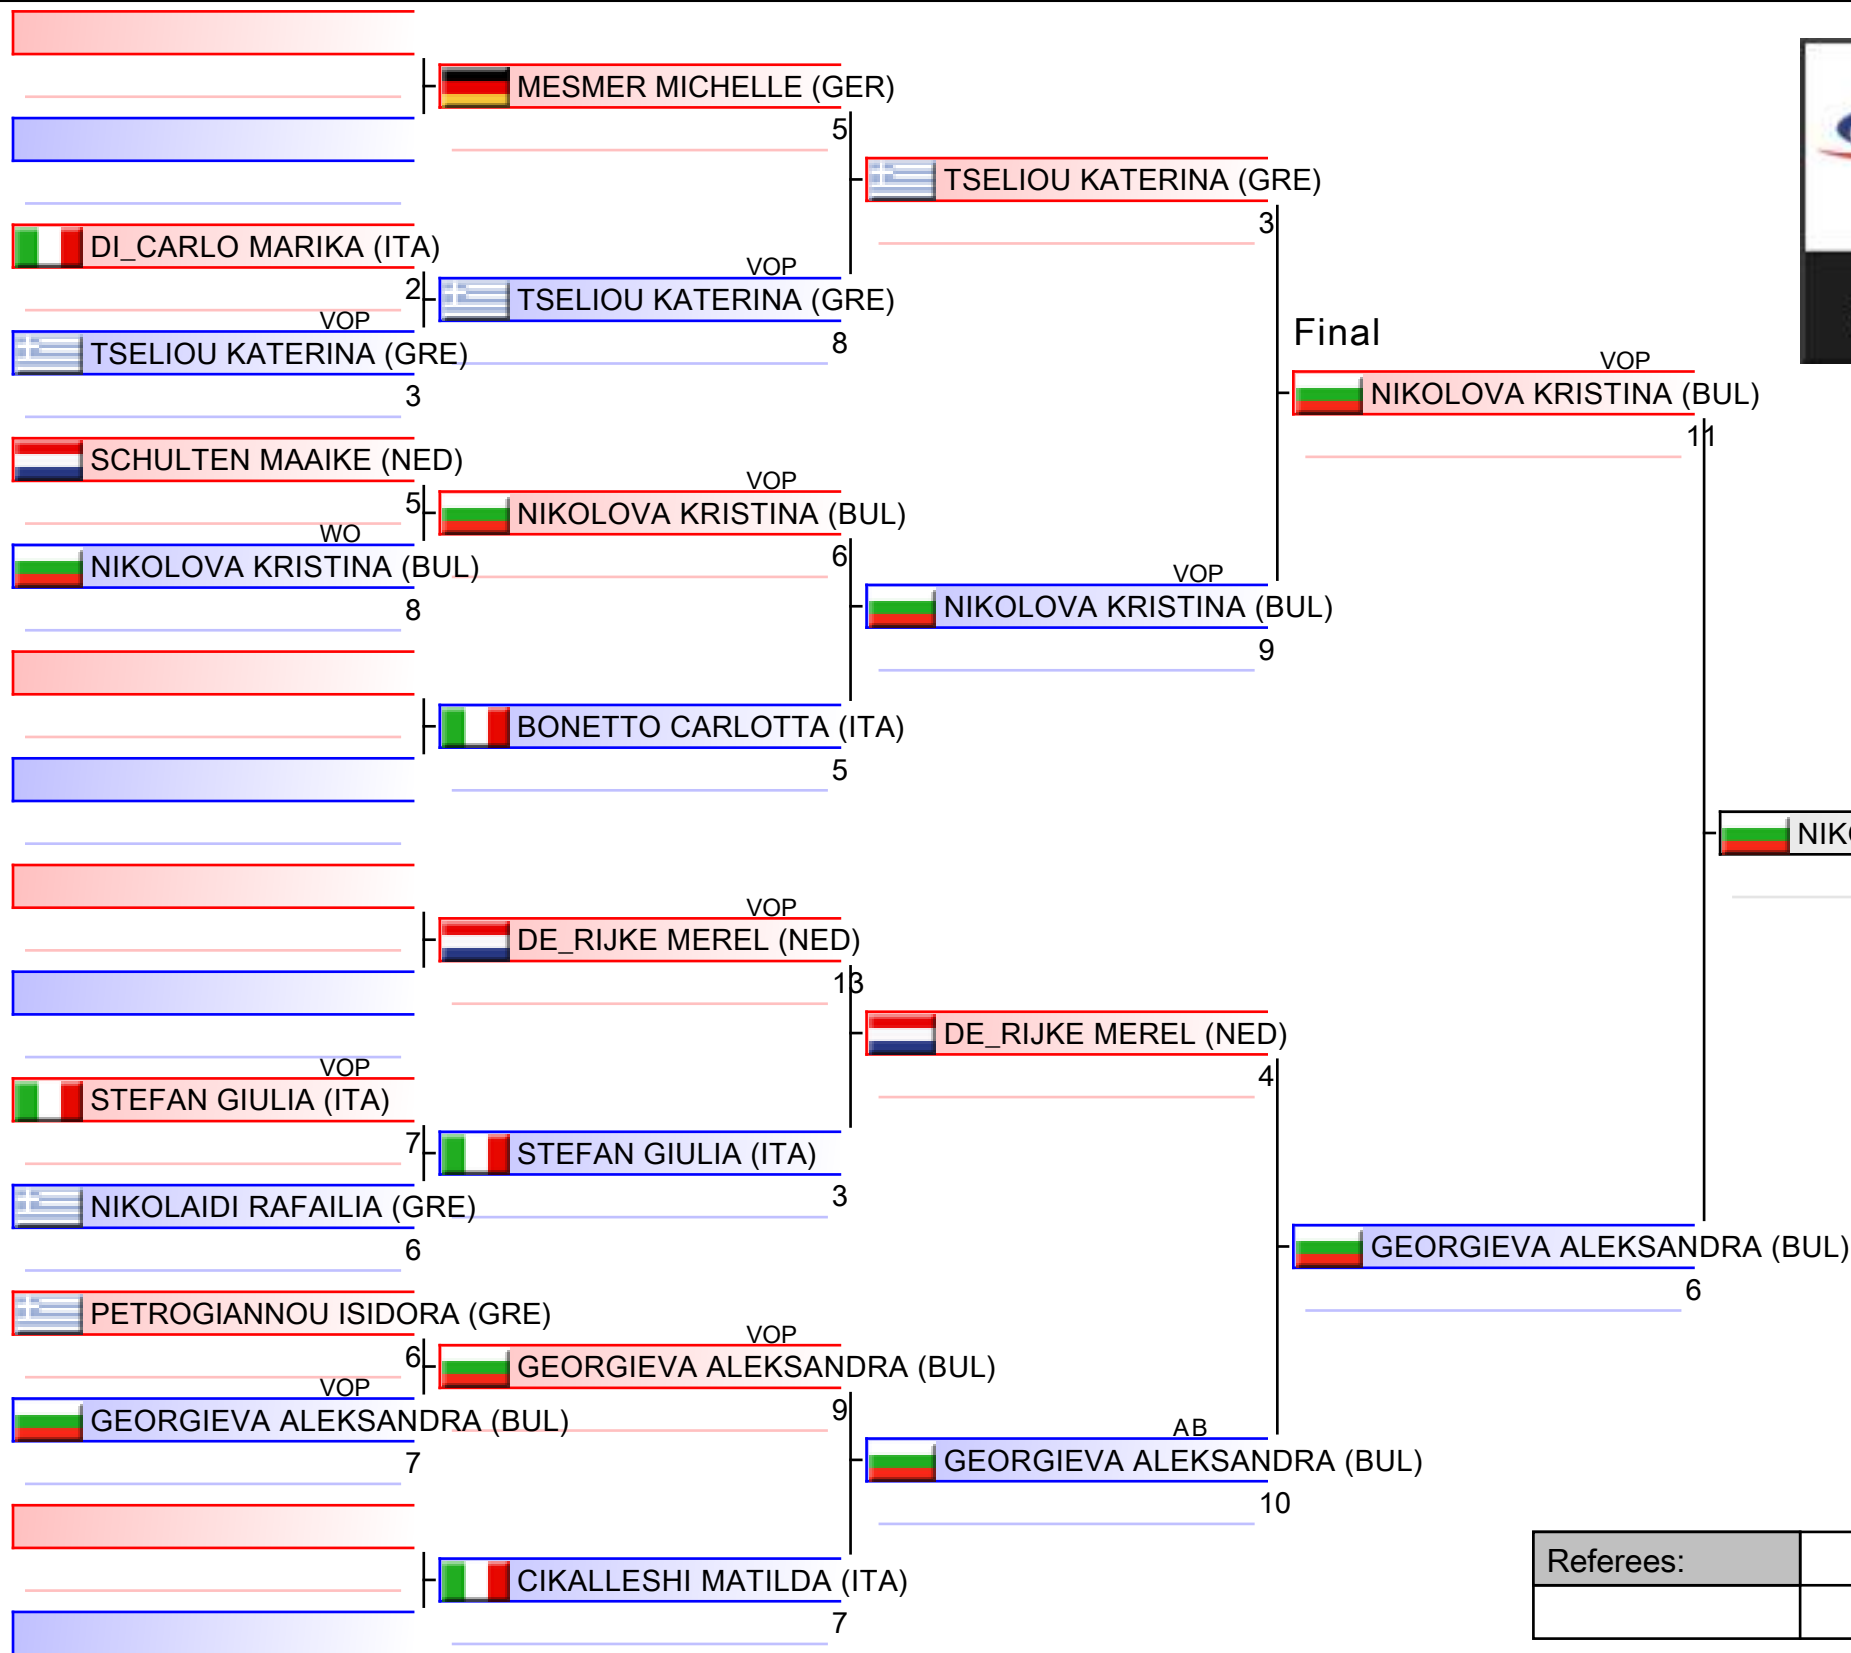 MESMER MICHELLE (GER)
5
TSELIOU KATERINA (GRE)
3
DI_CARLO MARIKA (ITA)
2
VOP
TSELIOU KATERINA (GRE)
8
VOP
TSELIOU KATERINA (GRE)
3
Final
VOP
NIKOLOVA KRISTINA (BUL)
11
SCHULTEN MAAIKE (NED)
5
VOP
NIKOLOVA KRISTINA (BUL)
6
WO
NIKOLOVA KRISTINA (BUL)
8
VOP
NIKOLOVA KRISTINA (BUL)
9
BONETTO CARLOTTA (ITA)
5
NIK
VOP
DE_RIJKE MEREL (NED)
13
DE_RIJKE MEREL (NED)
4
VOP
STEFAN GIULIA (ITA)
7
STEFAN GIULIA (ITA)
3
NIKOLAIDI RAFAILIA (GRE)
6
GEORGIEVA ALEKSANDRA (BUL)
6
PETROGIANNOU ISIDORA (GRE)
6
VOP
GEORGIEVA ALEKSANDRA (BUL)
9
VOP
GEORGIEVA ALEKSANDRA (BUL)
7
AB
GEORGIEVA ALEKSANDRA (BUL)
10
CIKALLESHI MATILDA (ITA)
7
Referees: